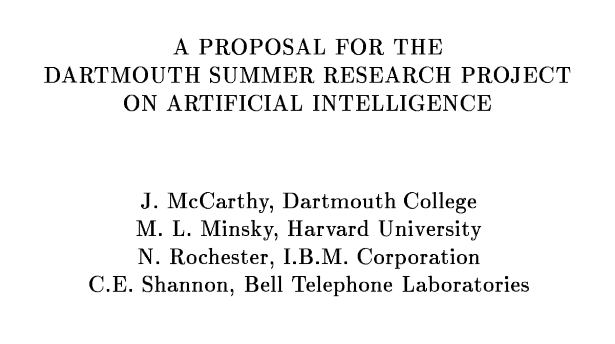 A PROPOSAL FOR THE
DARTMOUTH SUMMER RESEARCH PROJECT
ON ARTIFICIAL INTELLIGENCE
J. McCarthy, Dartmouth College
M. L. Minsky, Harvard University
N. Rochester, I.B.M. Corporation
C.E. Shannon, Bell Telephone Laboratories